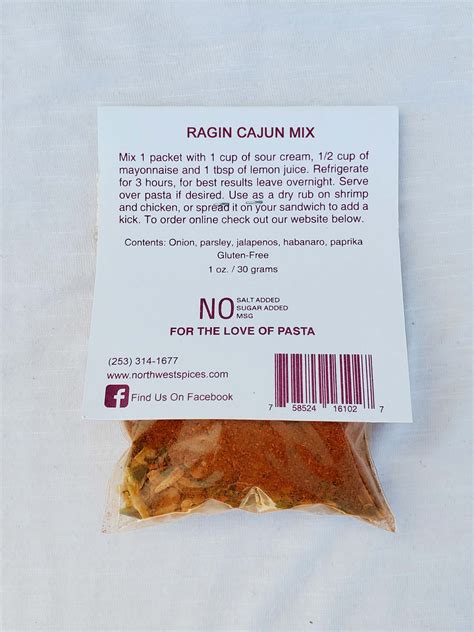 RAGIN CAJUN MIX
Mix 1 packet with 1 cup of sour cream, 1/2 cup of
mayonnaise and 1 tbsp of lemon juice. Refrigerate
for 3 hours, for best results leave overnight. Serve
over pasta if desired. Use as a dry rub on shrimp
and chicken, or spread it on your sandwich to add a
kick. To order online check out our website below.
Contents: Onion, parsley, jalapenos, habanaro, paprika
Gluten-Free
1 oz. / 30 grams
NO SALT ADDED
SUGAR ADDED
MSG
FOR THE LOVE OF PASTA
(253) 314-1677
www.northwestspices.com
f Find Us On Facebook
7 58524 16102 7